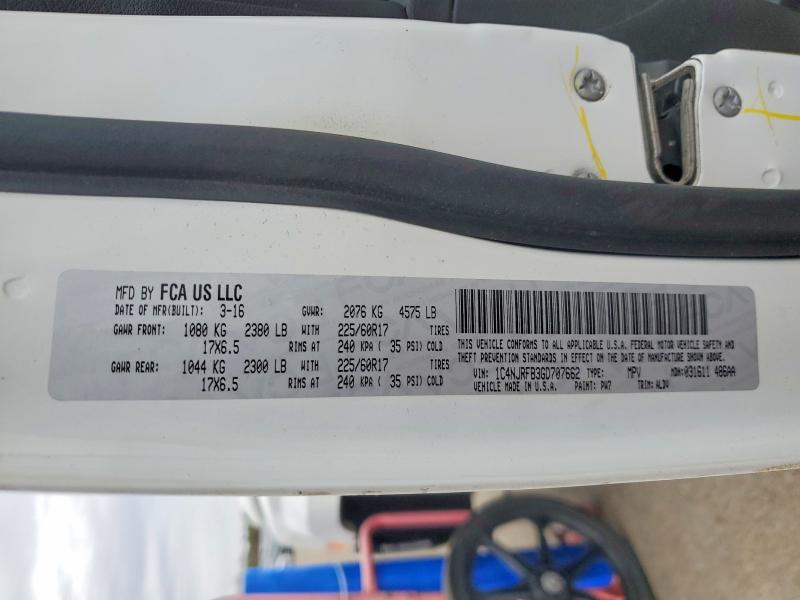 MFD BY FCA US LLC
DATE OF MFR(BUILT): 3-16 GVWR: 2076 KG 4575 LB
GAWR FRONT: 1080 KG 2380 LB WITH 225/60R17 TIRES
17X6.5 RIMS AT 240 KPA ( 35 PSI) COLD
GAWR REAR: 1044 KG 2300 LB WITH 225/60R17 TIRES
17X6.5 RIMS AT 240 KPA ( 35 PSI) COLD
THIS VEHICLE CONFORMS TO ALL APPLICABLE U.S.A. FEDERAL MOTOR VEHICLE SAFETY AND
THEFT PREVENTION STANDARDS IN EFFECT ON THE DATE OF MANUFACTURE SHOWN ABOVE.
VIN: 1C4NJRFB3GD707662 TYPE: MPV MDH: 031611 486AA
VEHICLE MADE IN U.S.A. PAINT: PW7 TRIM: ALDV